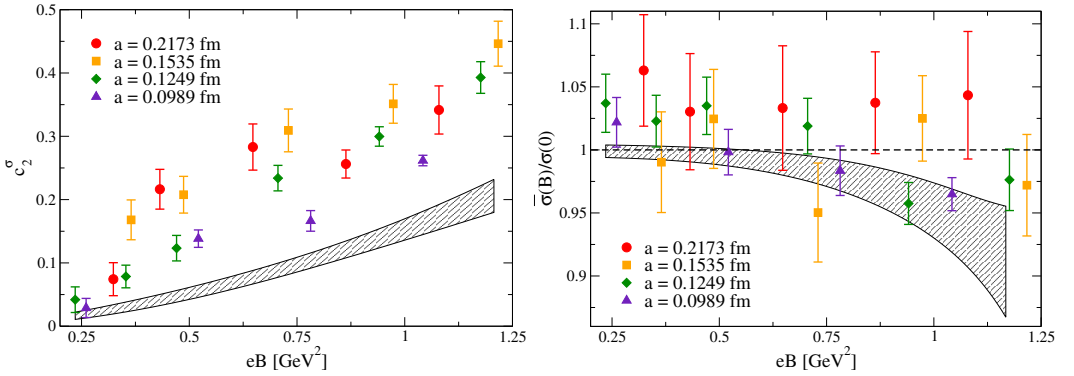 0.5
0.4
0.3
0.2
0.1
0
c₂^σ
a = 0.2173 fm
a = 0.1535 fm
a = 0.1249 fm
a = 0.0989 fm
0.25 0.5 0.75 1 1.25
eB [GeV²]
1.1
1.05
1
0.95
0.9
σ̅(B)/σ(0)
a = 0.2173 fm
a = 0.1535 fm
a = 0.1249 fm
a = 0.0989 fm
0.25 0.5 0.75 1 1.25
eB [GeV²]